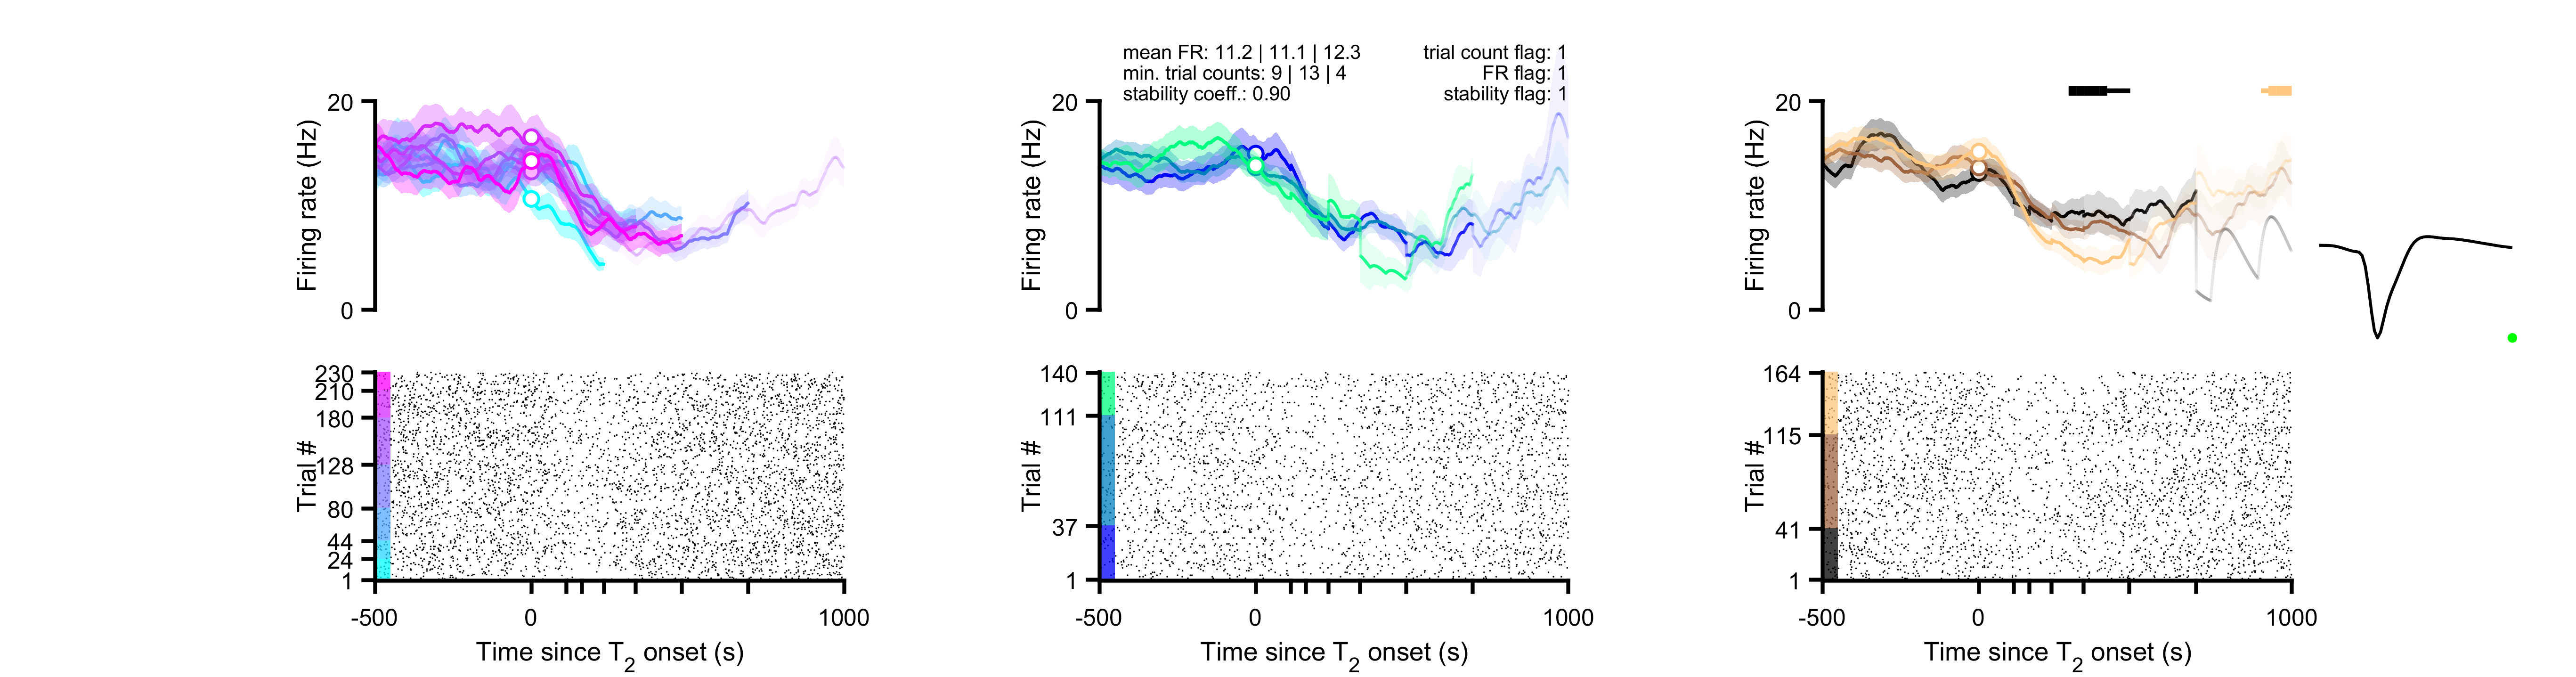 mean FR: 11.2 | 11.1 | 12.3
min. trial counts: 9 | 13 | 4
stability coeff.: 0.90
trial count flag: 1
FR flag: 1
stability flag: 1
20
Firing rate (Hz)
0
20
Firing rate (Hz)
0
20
Firing rate (Hz)
0
230
210
180
128
80
44
24
1
Trial #
-500
0
1000
Time since T2 onset (s)
140
111
37
1
Trial #
-500
0
1000
Time since T2 onset (s)
164
115
41
1
Trial #
-500
0
1000
Time since T2 onset (s)